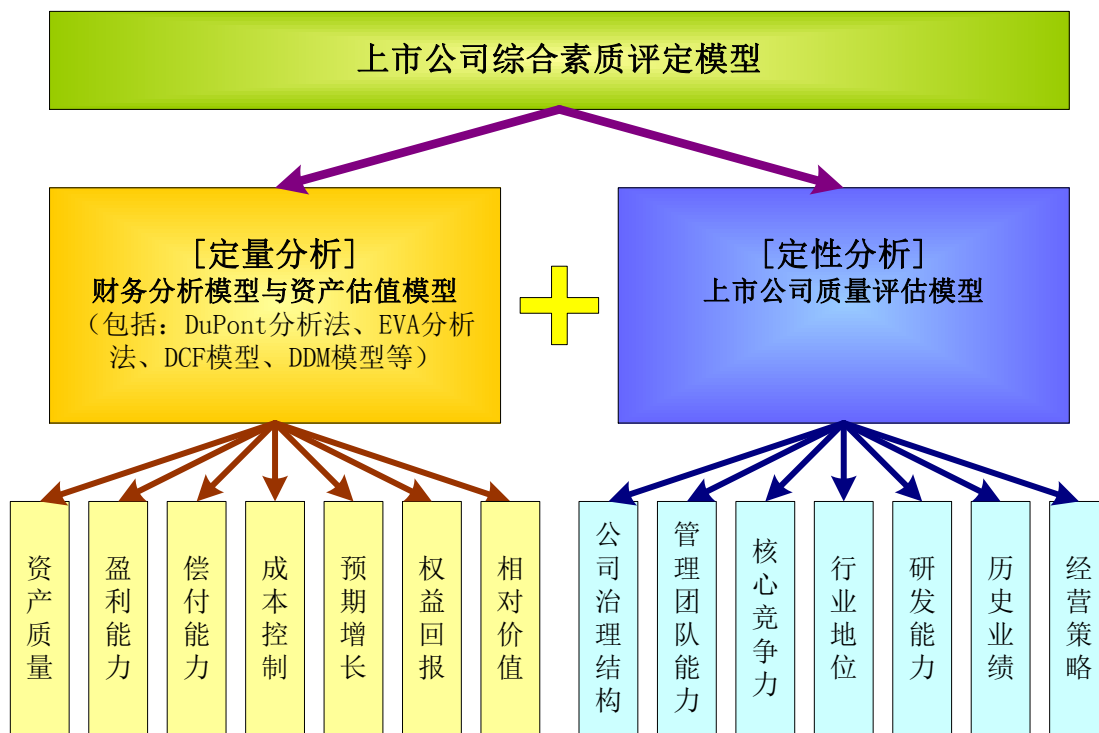 上市公司综合素质评定模型
[定量分析]
财务分析模型与资产估值模型
（包括：DuPont分析法、EVA分析
法、DCF模型、DDM模型等）
[定性分析]
上市公司质量评估模型
资产质量
盈利能力
偿付能力
成本控制
预期增长
权益回报
相对价值
公司治理结构
管理团队能力
核心竞争力
行业地位
研发能力
历史业绩
经营策略